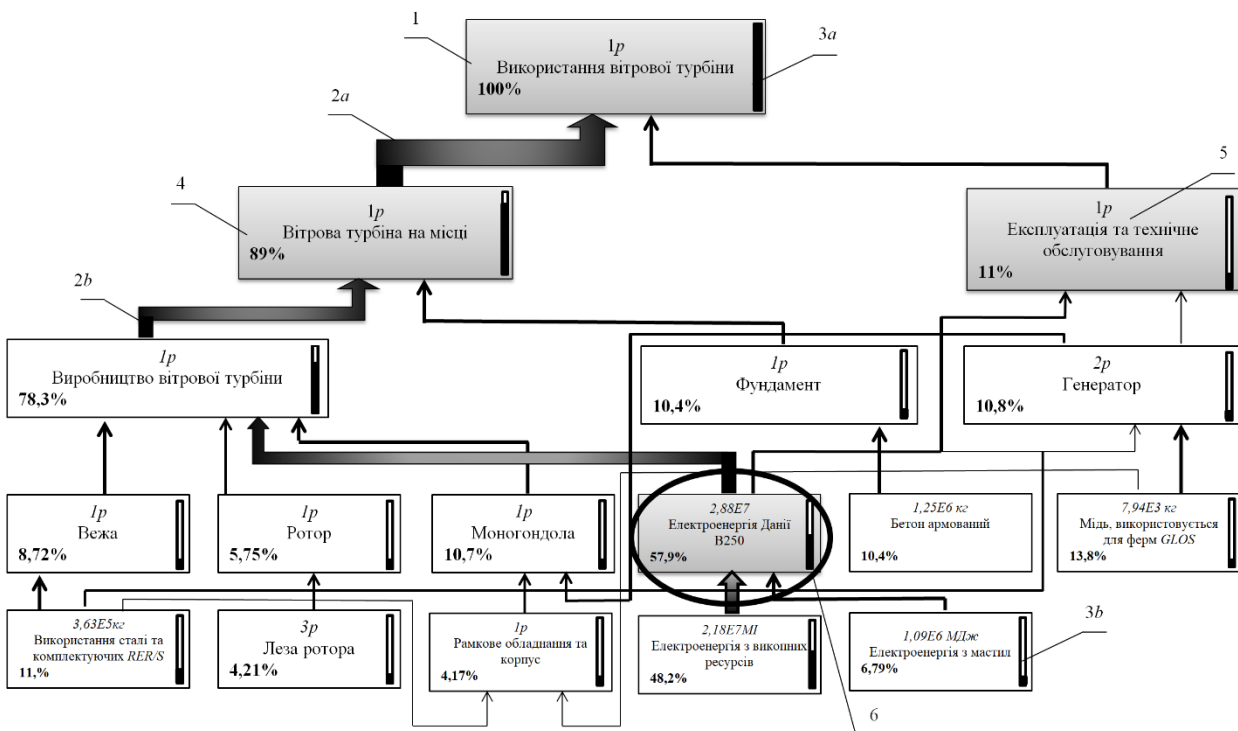 1
1p
Використання вітрової турбіни
100%
3a
2a
4
1p
Вітрова турбіна на місці
89%
5
1p
Експлуатація та технічне
обслуговування
11%
2b
1p
Виробництво вітрової турбіни
78,3%
1p
Фундамент
10,4%
2p
Генератор
10,8%
1p
Вежа
8,72%
1p
Ротор
5,75%
1p
Моногондола
10,7%
2,88E7
Електроенергія Данії
В250
57,9%
1,25E6 кг
Бетон армований
10,4%
7,94E3 кг
Мідь, використовується
для ферм GLOS
13,8%
3,63E5кг
Використання сталі та
комплектуючих RER/S
11,%
3p
Леза ротора
4,21%
1p
Рамкове обладнання та
корпус
4,17%
2,18E7MI
Електроенергія з викопних
ресурсів
48,2%
1,09E6 МДж
Електроенергія з мастил
6,79%
3b
6